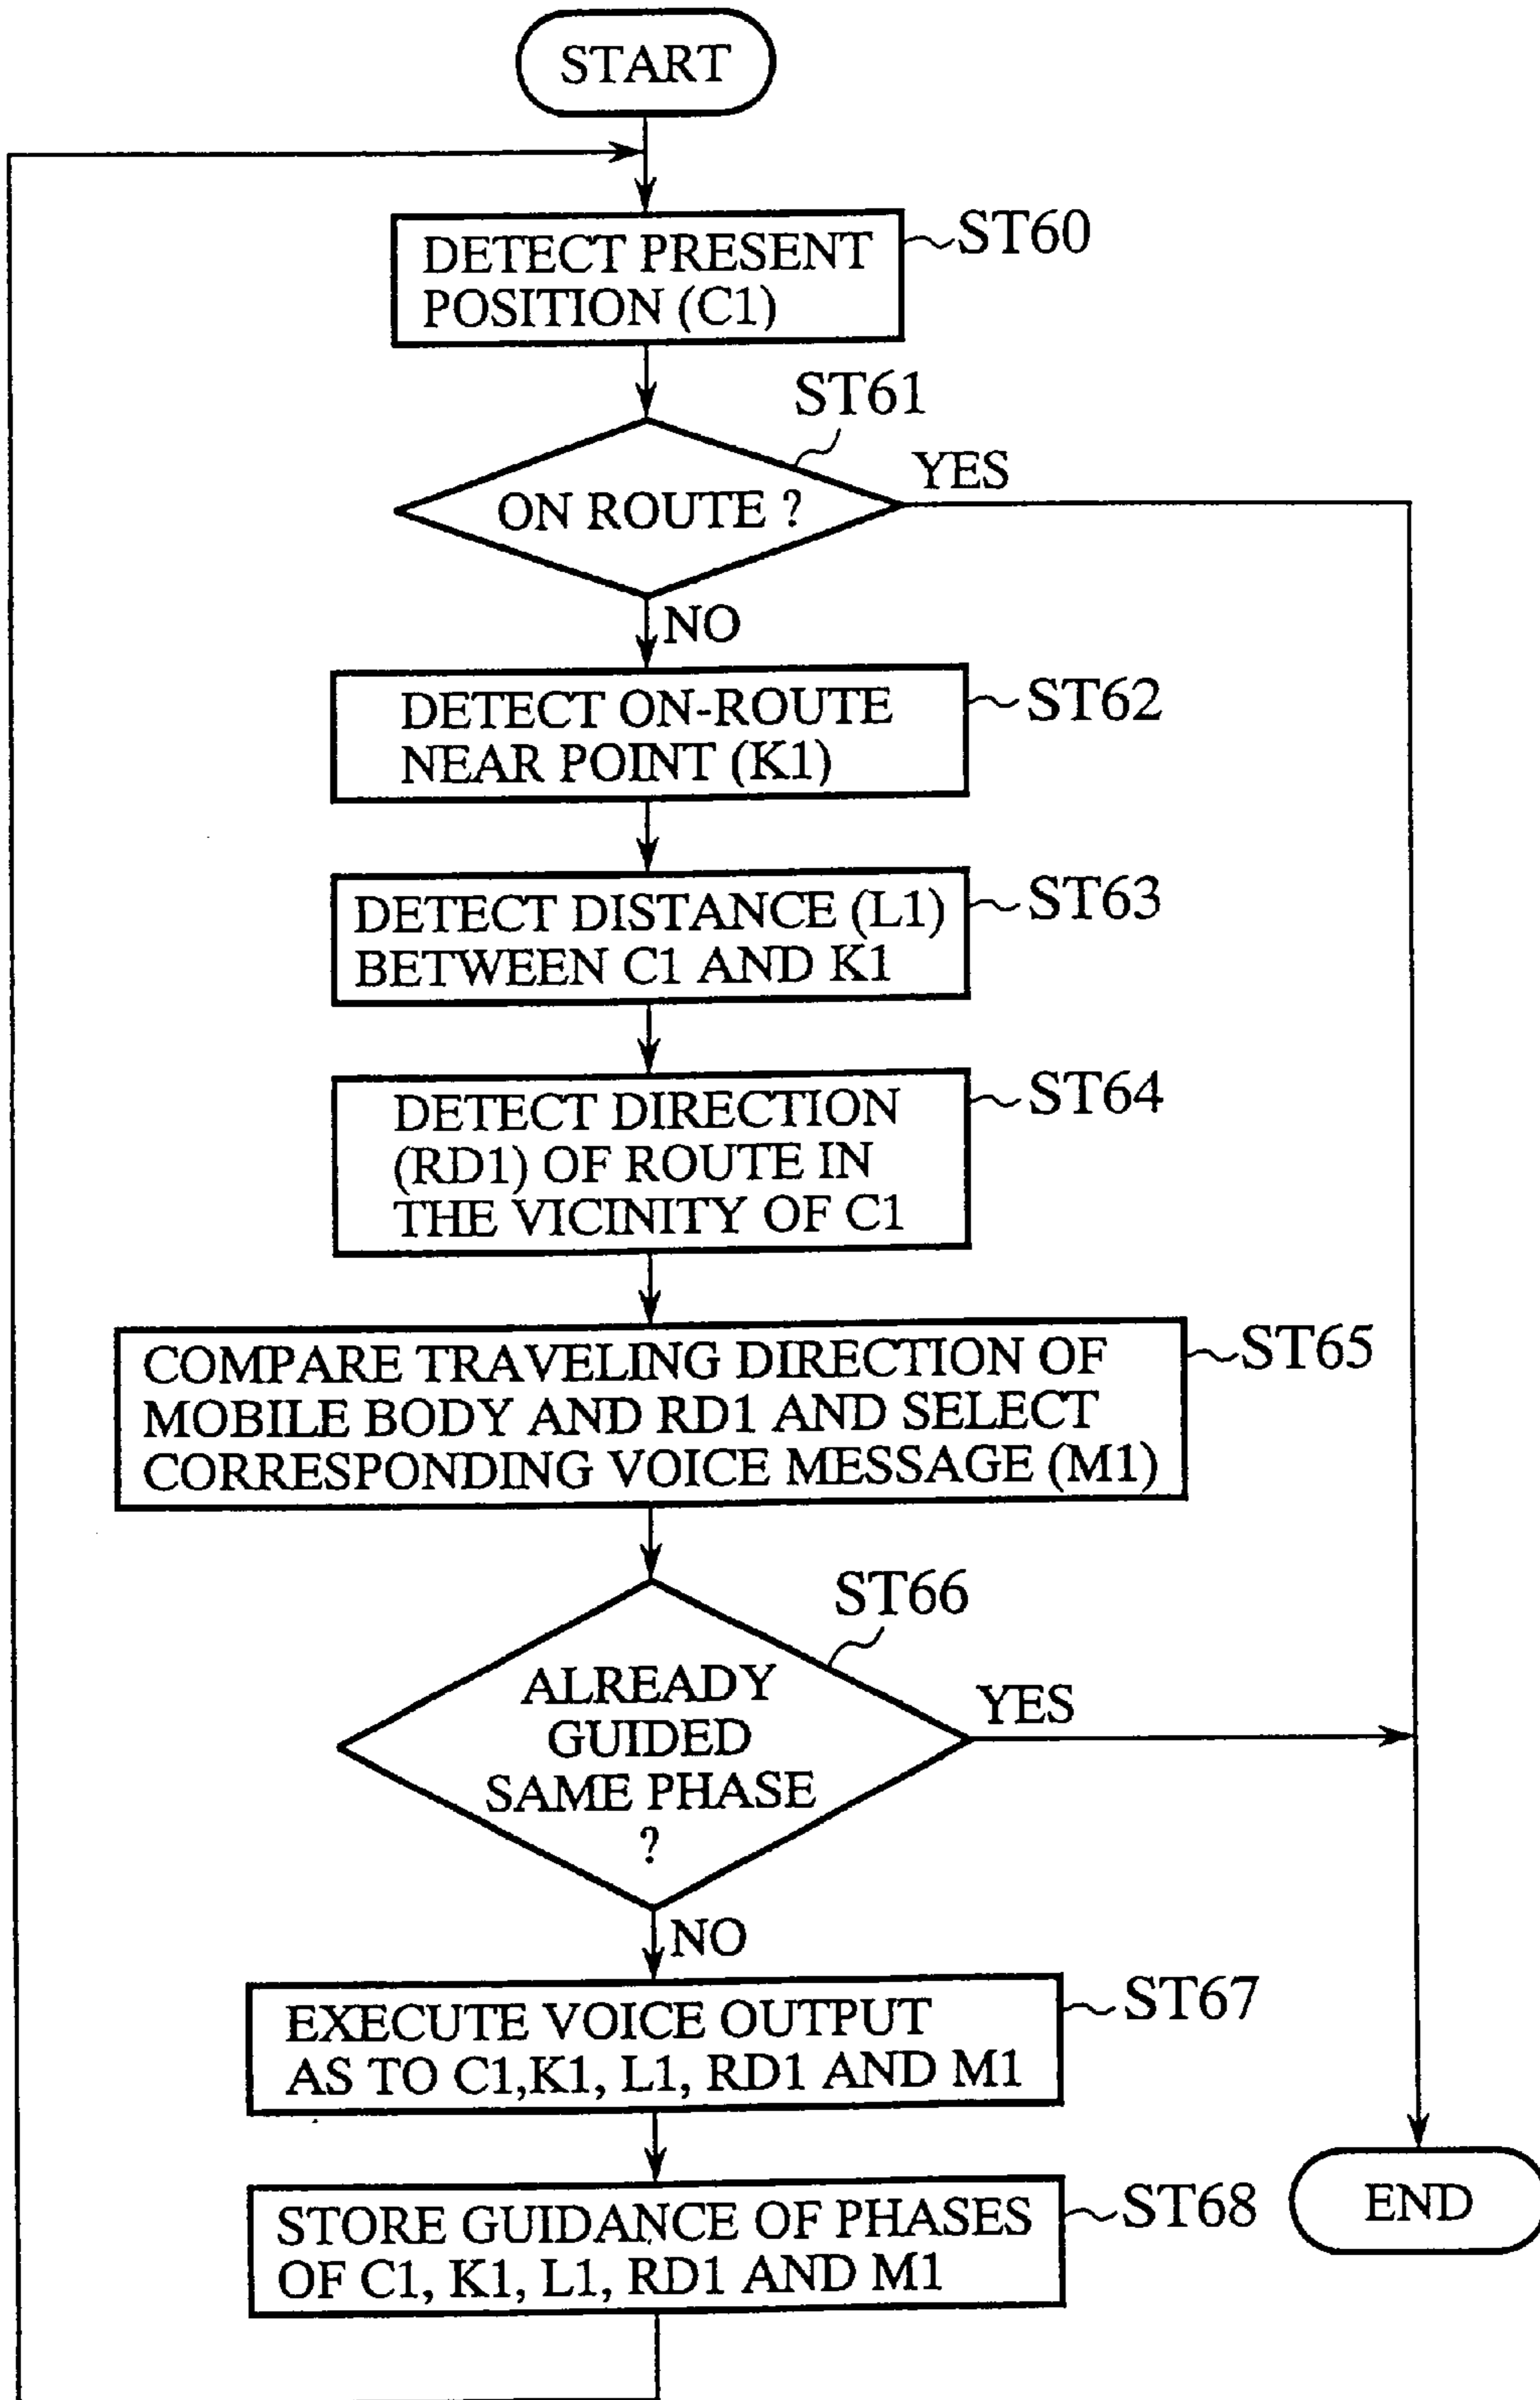 START
DETECT PRESENT
POSITION (C1)
ST60
ST61
ON ROUTE ?
YES
NO
DETECT ON-ROUTE
NEAR POINT (K1)
ST62
DETECT DISTANCE (L1)
BETWEEN C1 AND K1
ST63
DETECT DIRECTION
(RD1) OF ROUTE IN
THE VICINITY OF C1
ST64
COMPARE TRAVELING DIRECTION OF
MOBILE BODY AND RD1 AND SELECT
CORRESPONDING VOICE MESSAGE (M1)
ST65
ST66
ALREADY
GUIDED
SAME PHASE
?
YES
NO
EXECUTE VOICE OUTPUT
AS TO C1,K1, L1, RD1 AND M1
ST67
STORE GUIDANCE OF PHASES
OF C1, K1, L1, RD1 AND M1
ST68
END